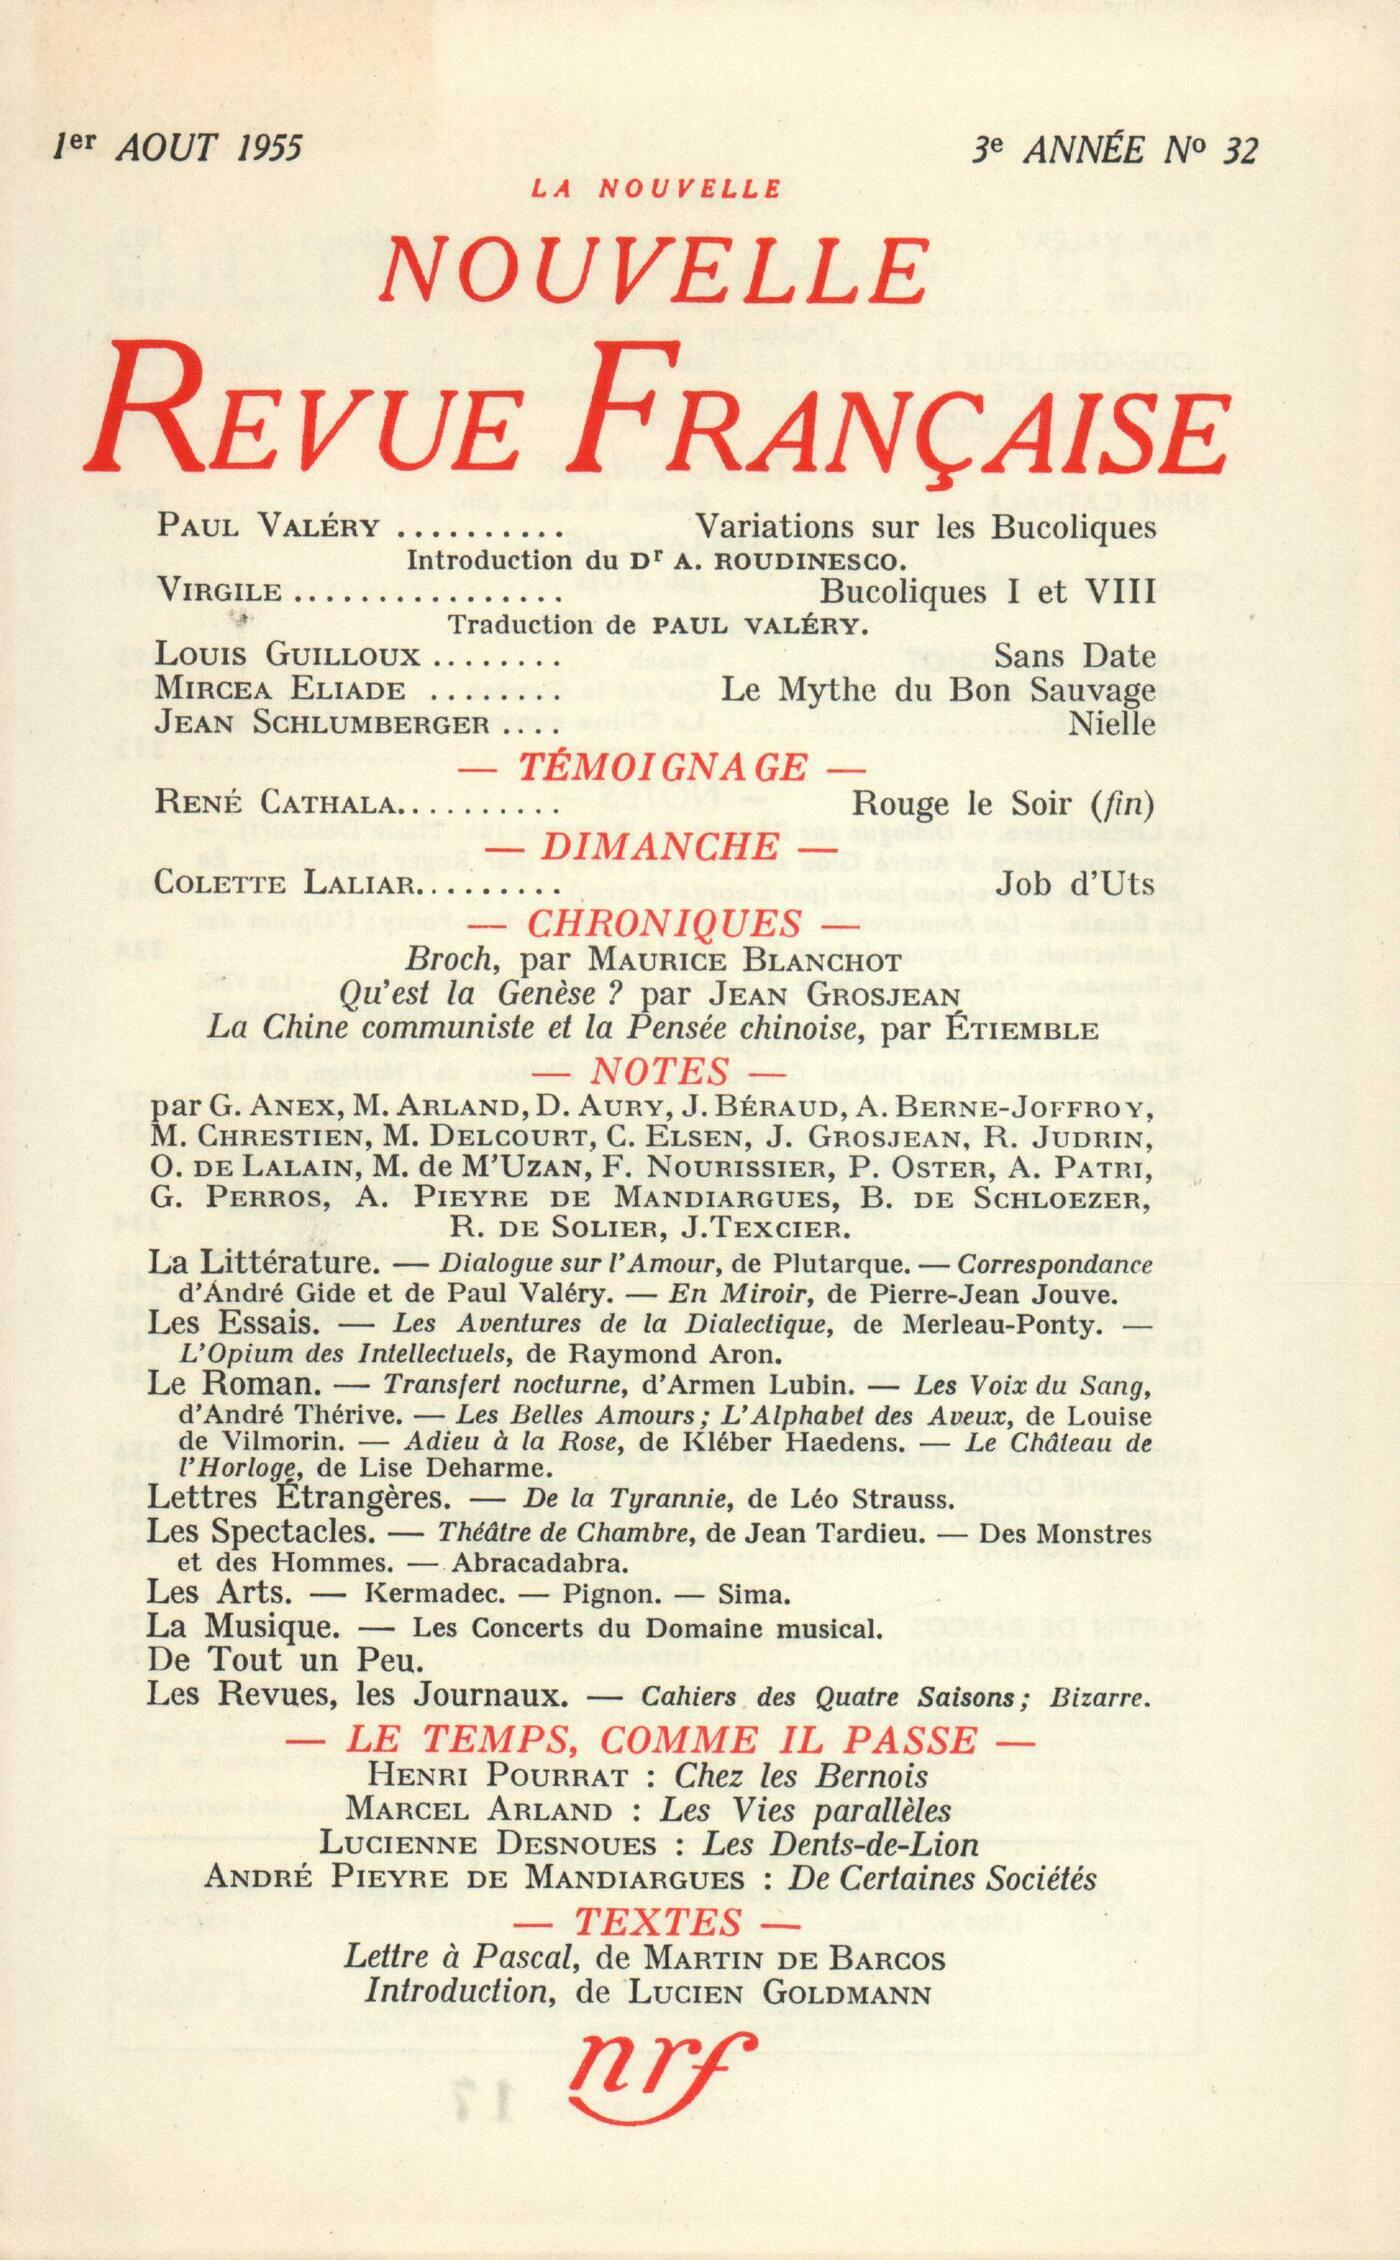 1er AOUT 1955
3e ANNÉE No 32
LA NOUVELLE
NOUVELLE
REVUE FRANÇAISE
PAUL VALÉRY .......... Variations sur les Bucoliques
Introduction du Dr A. ROUDINESCO.
VIRGILE ................ Bucoliques I et VIII
Traduction de PAUL VALÉRY.
LOUIS GUILLOUX ........ Sans Date
MIRCEA ELIADE ........ Le Mythe du Bon Sauvage
JEAN SCHLUMBERGER .... Nielle
— TÉMOIGNAGE —
RENÉ CATHALA.......... Rouge le Soir (fin)
— DIMANCHE —
COLETTE LALIAR......... Job d'Uts
— CHRONIQUES —
Broch, par MAURICE BLANCHOT
Qu'est la Genèse ? par JEAN GROSJEAN
La Chine communiste et la Pensée chinoise, par ÉTIEMBLE
— NOTES —
par G. ANEX, M. ARLAND, D. AURY, J. BÉRAUD, A. BERNE-JOFFROY,
M. CHRESTIEN, M. DELCOURT, C. ELSEN, J. GROSJEAN, R. JUDRIN,
O. DE LALAIN, M. de M'UZAN, F. NOURISSIER, P. OSTER, A. PATRI,
G. PERROS, A. PIEYRE DE MANDIARGUES, B. DE SCHLOEZER,
R. DE SOLIER, J.TEXCIER.
La Littérature. — Dialogue sur l'Amour, de Plutarque. — Correspondance
d'André Gide et de Paul Valéry. — En Miroir, de Pierre-Jean Jouve.
Les Essais. — Les Aventures de la Dialectique, de Merleau-Ponty. —
L'Opium des Intellectuels, de Raymond Aron.
Le Roman. — Transfert nocturne, d'Armen Lubin. — Les Voix du Sang,
d'André Thérive. — Les Belles Amours ; L'Alphabet des Aveux, de Louise
de Vilmorin. — Adieu à la Rose, de Kléber Haedens. — Le Château de
l'Horloge, de Lise Deharme.
Lettres Étrangères. — De la Tyrannie, de Léo Strauss.
Les Spectacles. — Théâtre de Chambre, de Jean Tardieu. — Des Monstres
et des Hommes. — Abracadabra.
Les Arts. — Kermadec. — Pignon. — Sima.
La Musique. — Les Concerts du Domaine musical.
De Tout un Peu.
Les Revues, les Journaux. — Cahiers des Quatre Saisons ; Bizarre.
— LE TEMPS, COMME IL PASSE —
HENRI POURRAT : Chez les Bernois
MARCEL ARLAND : Les Vies parallèles
LUCIENNE DESNOUES : Les Dents-de-Lion
ANDRÉ PIEYRE DE MANDIARGUES : De Certaines Sociétés
— TEXTES —
Lettre à Pascal, de MARTIN DE BARCOS
Introduction, de LUCIEN GOLDMANN
nrf